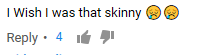 I Wish I was that skinny 😢😢
Reply • 4